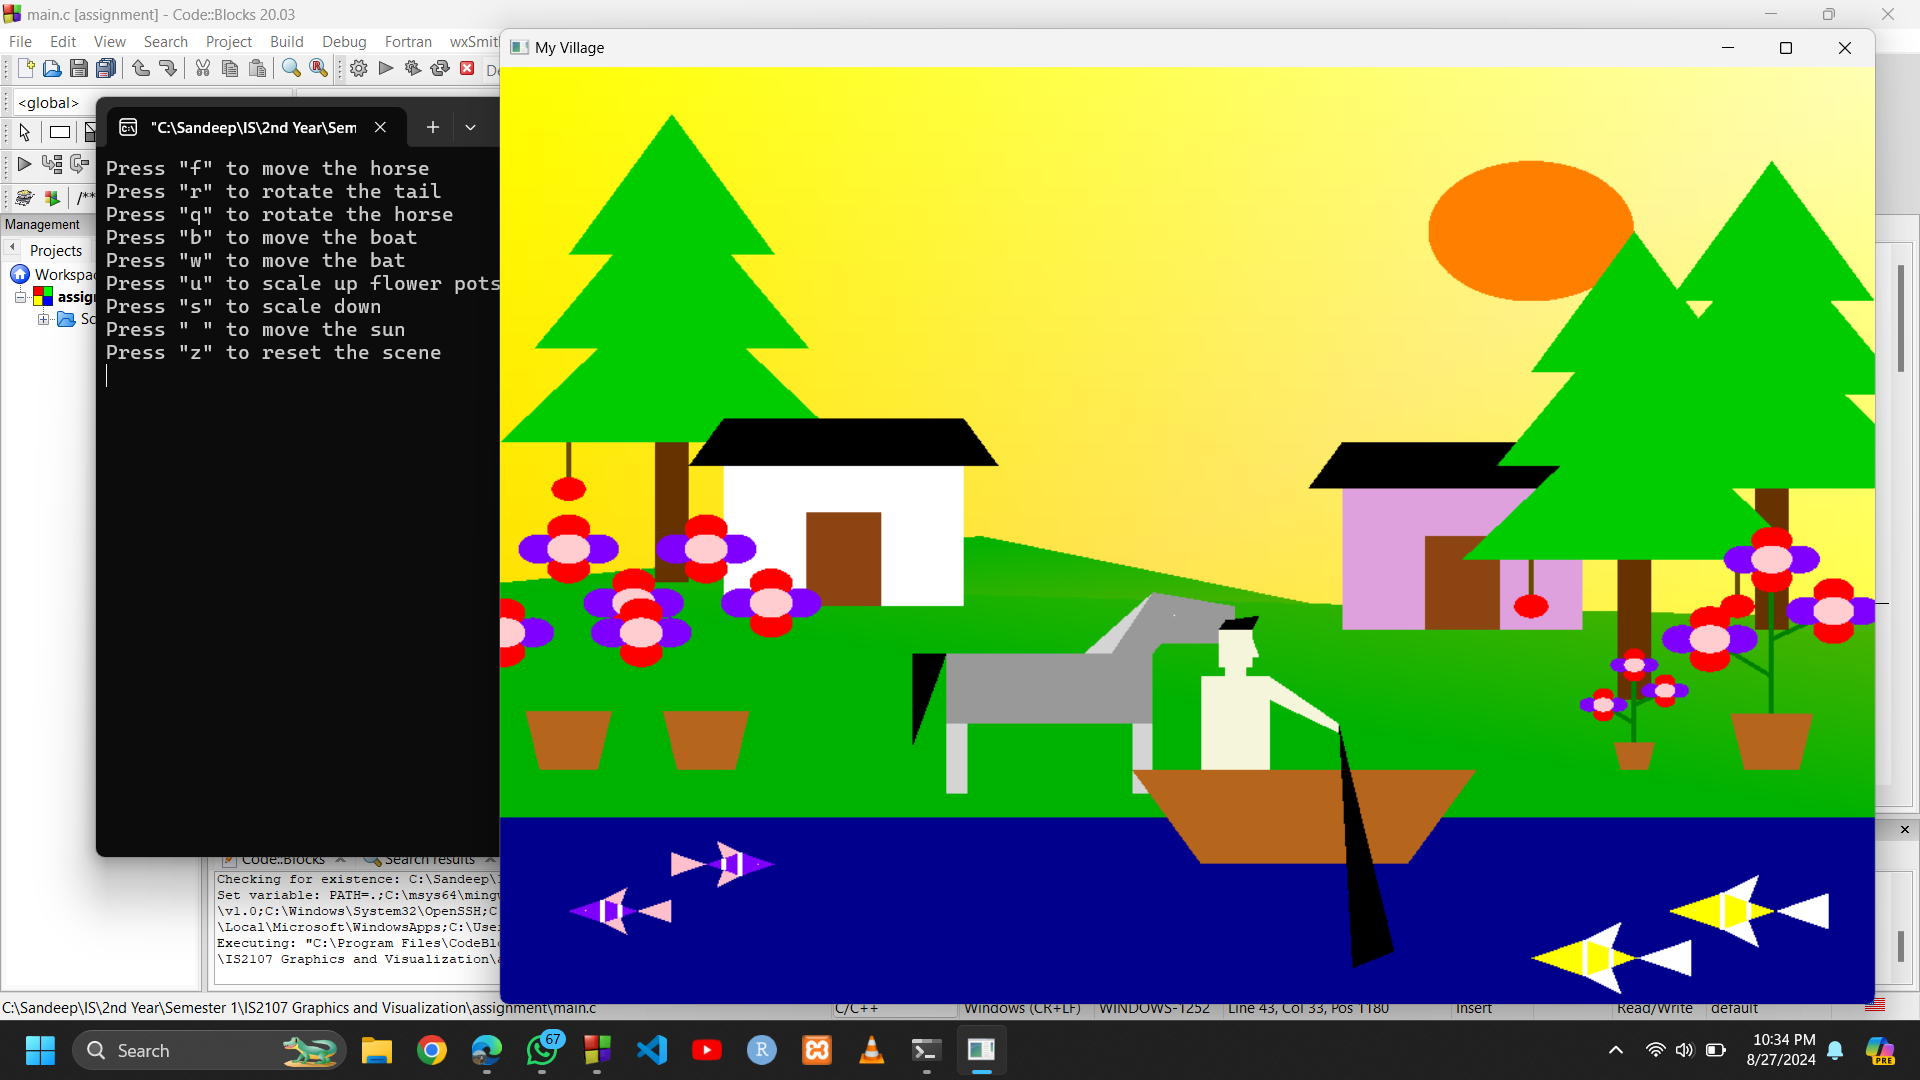 main.c [assignment] - Code::Blocks 20.03
File Edit View Search Project Build Debug Fortran wxSmit
My Village
<global>
"C:\Sandeep\IS\2nd Year\Sem
Press "f" to move the horse
Press "r" to rotate the tail
Press "q" to rotate the horse
Press "b" to move the boat
Press "w" to move the bat
Press "u" to scale up flower pots
Press "s" to scale down
Press " " to move the sun
Press "z" to reset the scene
/**
Management
Projects
Workspac
assign
Code::Blocks
Search results
Checking for existence: C:\Sandeep\
Set variable: PATH=.;C:\msys64\ming
\v1.0;C:\Windows\System32\OpenSSH;C
\Local\Microsoft\WindowsApps;C:\Use
Executing: "C:\Program Files\CodeBl
\IS2107 Graphics and Visualization\
C:\Sandeep\IS\2nd Year\Semester 1\IS2107 Graphics and Visualization\assignment\main.c
C/C++
Windows (CR+LF)
WINDOWS-1252
Line 43, Col 33, Pos 1180
Insert
Read/Write
default
Search
67
10:34 PM
8/27/2024
PRE